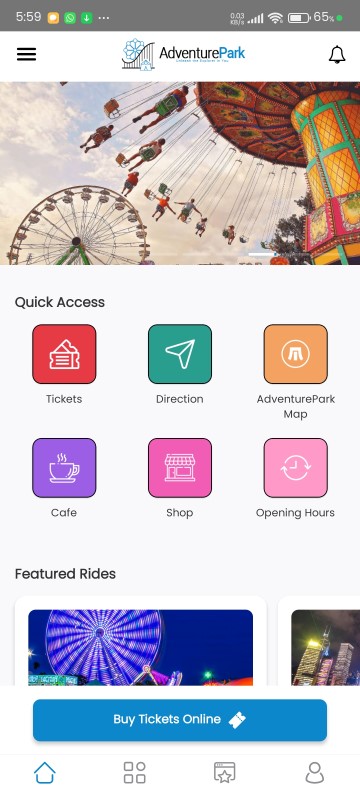 5:59
0.03
KB/s
65%
AdventurePark
Quick Access
Tickets
Direction
AdventurePark
Map
Cafe
Shop
Opening Hours
Featured Rides
Buy Tickets Online